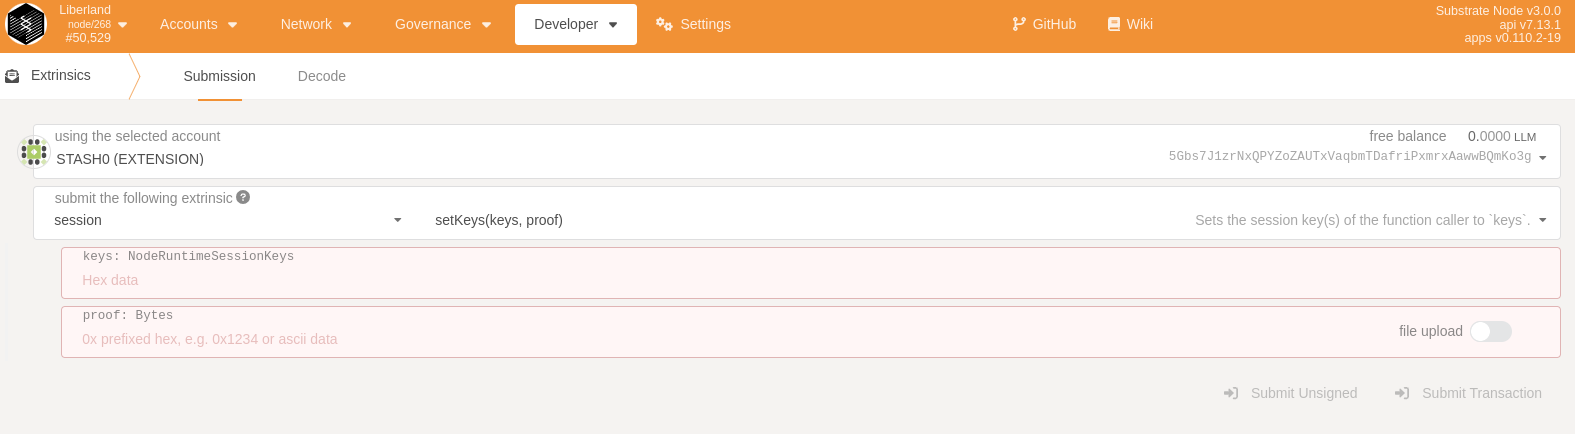 Liberland
node/268
#50,529
Accounts
Network
Governance
Developer
Settings
GitHub
Wiki
Substrate Node v3.0.0
api v7.13.1
apps v0.110.2-19
Extrinsics
Submission
Decode
using the selected account
free balance 0.0000 LLM
STASH0 (EXTENSION)
5Gbs7J1zrNxQPYZoZAUTxVaqbmTDafriPxmrxAawwBQmKo3g
submit the following extrinsic
session
setKeys(keys, proof)
Sets the session key(s) of the function caller to `keys`.
keys: NodeRuntimeSessionKeys
Hex data
proof: Bytes
0x prefixed hex, e.g. 0x1234 or ascii data
file upload
Submit Unsigned
Submit Transaction